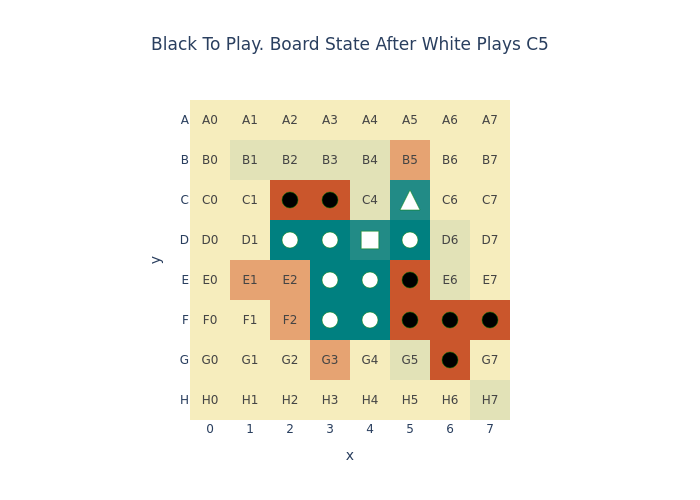 Black To Play. Board State After White Plays C5
A A0 A1 A2 A3 A4 A5 A6 A7
B B0 B1 B2 B3 B4 B5 B6 B7
C C0 C1 C4 C6 C7
D D0 D1 D6 D7
y
E E0 E1 E2 E6 E7
F F0 F1 F2
G G0 G1 G2 G3 G4 G5 G7
H H0 H1 H2 H3 H4 H5 H6 H7
0 1 2 3 4 5 6 7
x